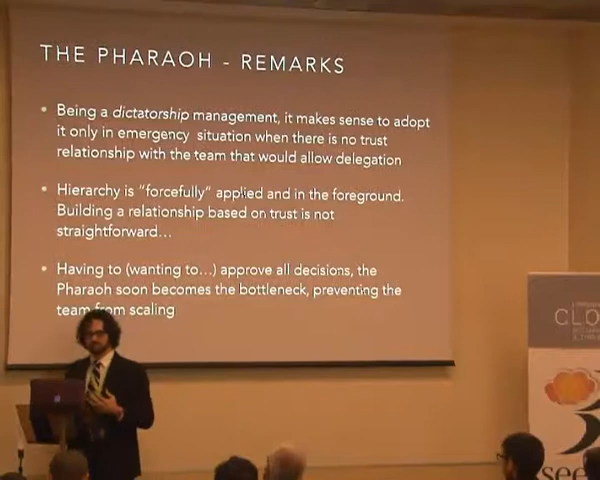 THE PHARAOH - REMARKS
• Being a dictatorship management, it makes sense to adopt
it only in emergency situation when there is no trust
relationship with the team that would allow delegation
• Hierarchy is "forcefully" applied and in the foreground.
Building a relationship based on trust is not
straightforward...
• Having to (wanting to...) approve all decisions, the
Pharaoh soon becomes the bottleneck, preventing the
team from scaling
CLO
see